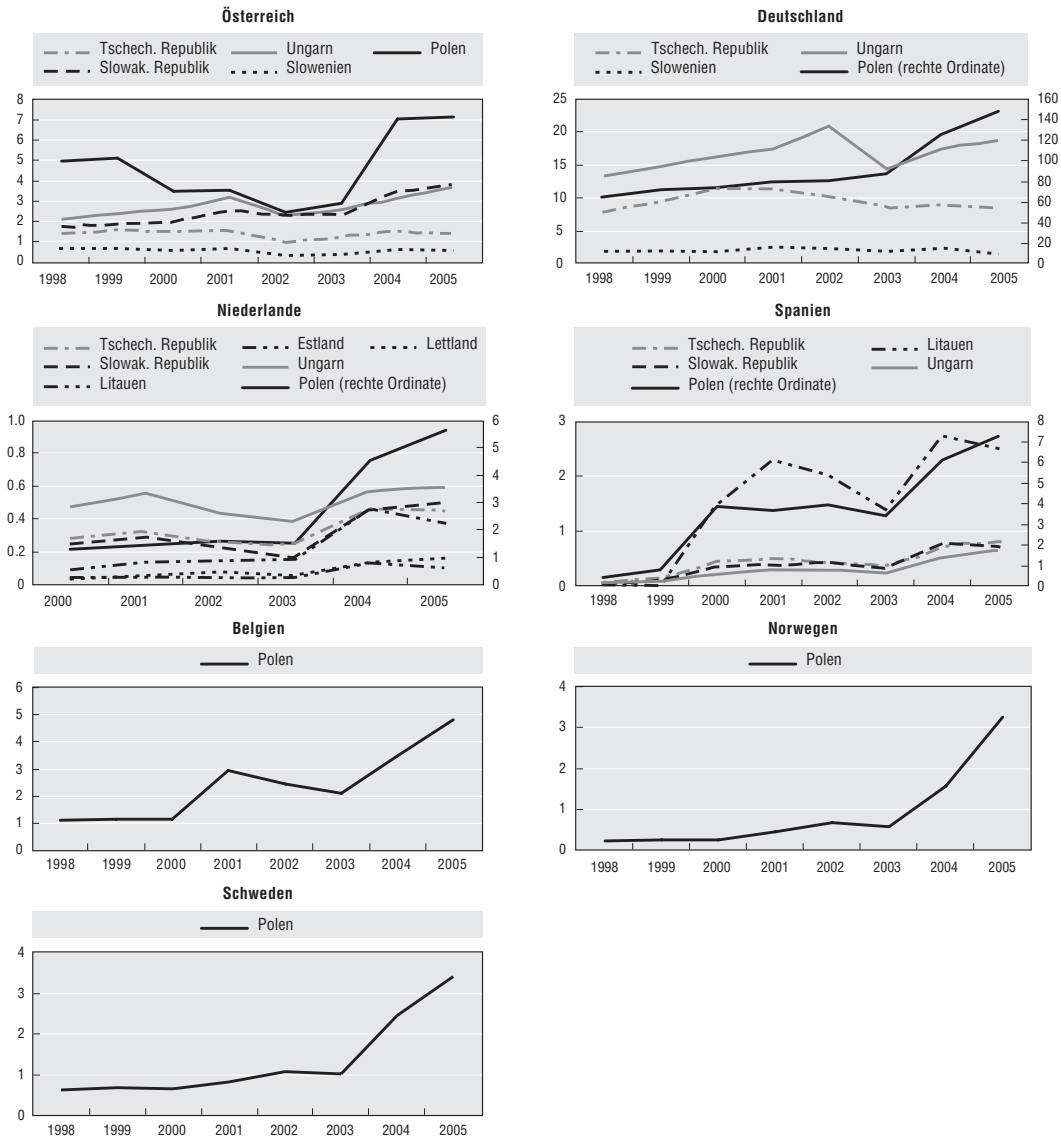 Österreich
Tschech. Republik Ungarn Polen
Slowak. Republik Slowenien
8
7
6
5
4
3
2
1
0
1998 1999 2000 2001 2002 2003 2004 2005
Deutschland
Tschech. Republik Ungarn
Slowenien Polen (rechte Ordinate)
25 160
140
20 120
15 100
80
10 60
5 40
20
0 0
1998 1999 2000 2001 2002 2003 2004 2005
Niederlande
Tschech. Republik Estland Lettland
Slowak. Republik Ungarn
Litauen Polen (rechte Ordinate)
1.0 6
0.8 5
4
0.6 3
0.4 2
0.2 1
0 0
2000 2001 2002 2003 2004 2005
Spanien
Tschech. Republik Litauen
Slowak. Republik Ungarn
Polen (rechte Ordinate)
3 8
7
6
2 5
4
1 3
2
1
0 0
1998 1999 2000 2001 2002 2003 2004 2005
Belgien
Polen
6
5
4
3
2
1
0
1998 1999 2000 2001 2002 2003 2004 2005
Norwegen
Polen
4
3
2
1
0
1998 1999 2000 2001 2002 2003 2004 2005
Schweden
Polen
4
3
2
1
0
1998 1999 2000 2001 2002 2003 2004 2005